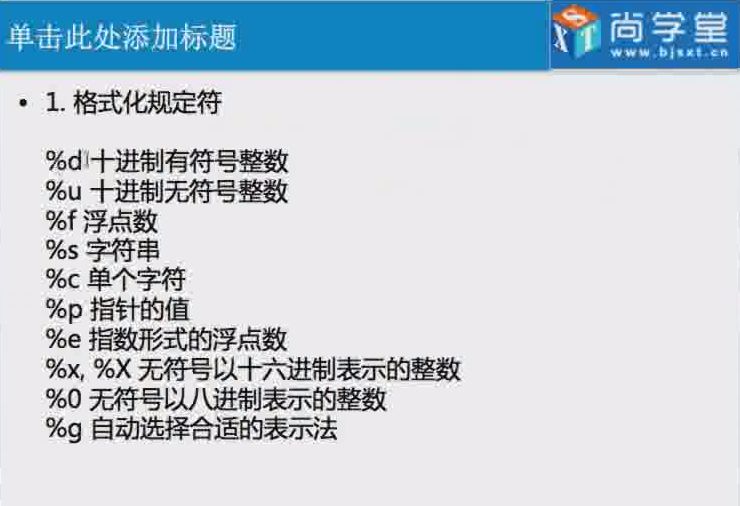 单击此处添加标题
XST
尚学堂
www.bjsxt.cn
• 1. 格式化规定符
%d 十进制有符号整数
%u 十进制无符号整数
%f 浮点数
%s 字符串
%c 单个字符
%p 指针的值
%e 指数形式的浮点数
%x, %X 无符号以十六进制表示的整数
%0 无符号以八进制表示的整数
%g 自动选择合适的表示法